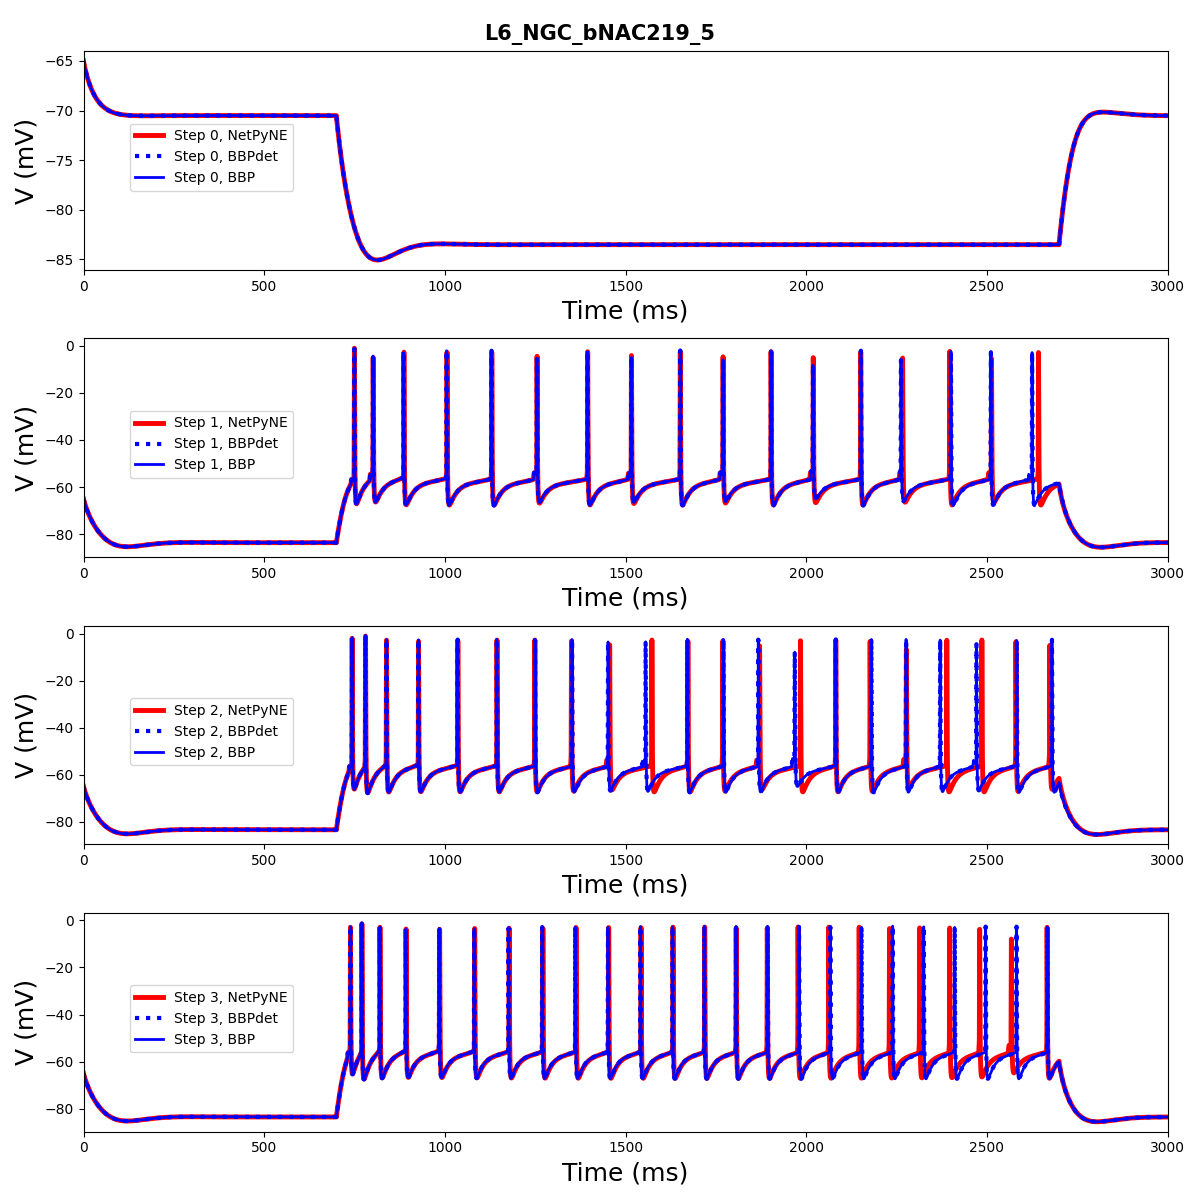 L6_NGC_bNAC219_5
−65
−70
−75
−80
−85
V (mV)
Step 0, NetPyNE
Step 0, BBPdet
Step 0, BBP
0 500 1000 1500 2000 2500 3000
Time (ms)
0
−20
−40
−60
−80
V (mV)
Step 1, NetPyNE
Step 1, BBPdet
Step 1, BBP
0 500 1000 1500 2000 2500 3000
Time (ms)
0
−20
−40
−60
−80
V (mV)
Step 2, NetPyNE
Step 2, BBPdet
Step 2, BBP
0 500 1000 1500 2000 2500 3000
Time (ms)
0
−20
−40
−60
−80
V (mV)
Step 3, NetPyNE
Step 3, BBPdet
Step 3, BBP
0 500 1000 1500 2000 2500 3000
Time (ms)